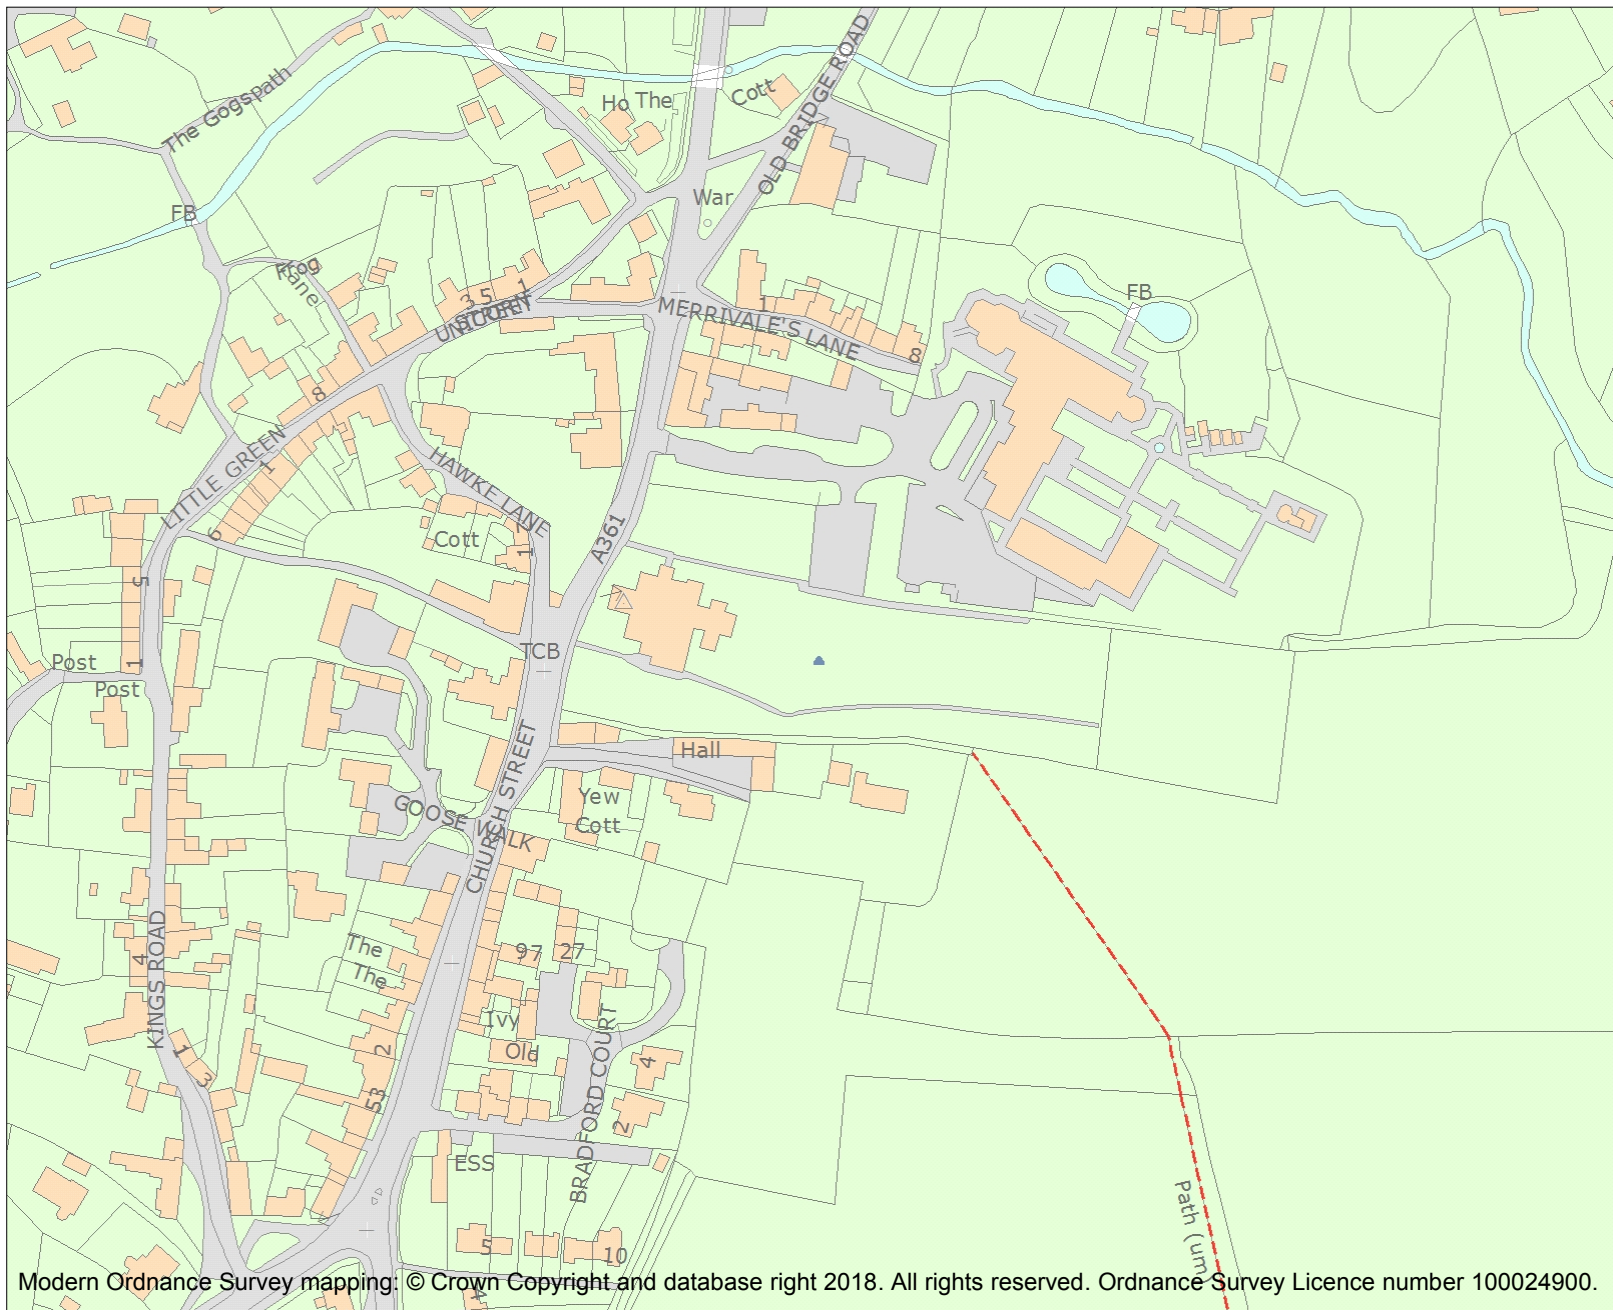 The Gogspath
Ho The
Cott
OLD BRIDGE ROAD
War
FB
Frog
Lane
3 5 1
UNICORN
STREET
MERRIVALE'S LANE
1
8
FB
8
LITTLE GREEN
1
6
HAWKE LANE
Cott
1
A361
5
1
Post
Post
TCB
CHURCH STREET
Hall
Yew
Cott
GOOSE WALK
KINGS ROAD
4
The
The
97 27
Ivy
Old
2
53
1
3
BRADFORD COURT
4
2
ESS
5
10
4
Path (um)
Modern Ordnance Survey mapping: © Crown Copyright and database right 2018. All rights reserved. Ordnance Survey Licence number 100024900.